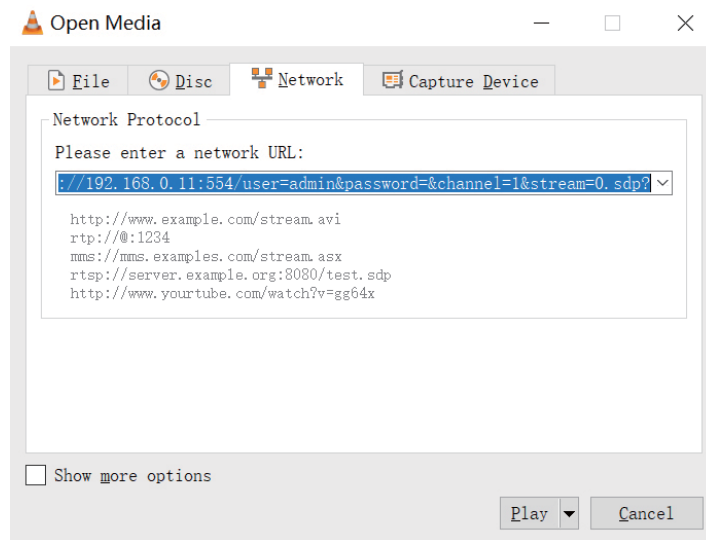 Open Media
File Disc Network Capture Device
Network Protocol
Please enter a network URL:
://192.168.0.11:554/user=admin&password=&channel=1&stream=0.sdp?
http://www.example.com/stream.avi
rtp://@:1234
mms://mms.examples.com/stream.asx
rtsp://server.example.org:8080/test.sdp
http://www.yourtube.com/watch?v=gg64x
Show more options
Play Cancel